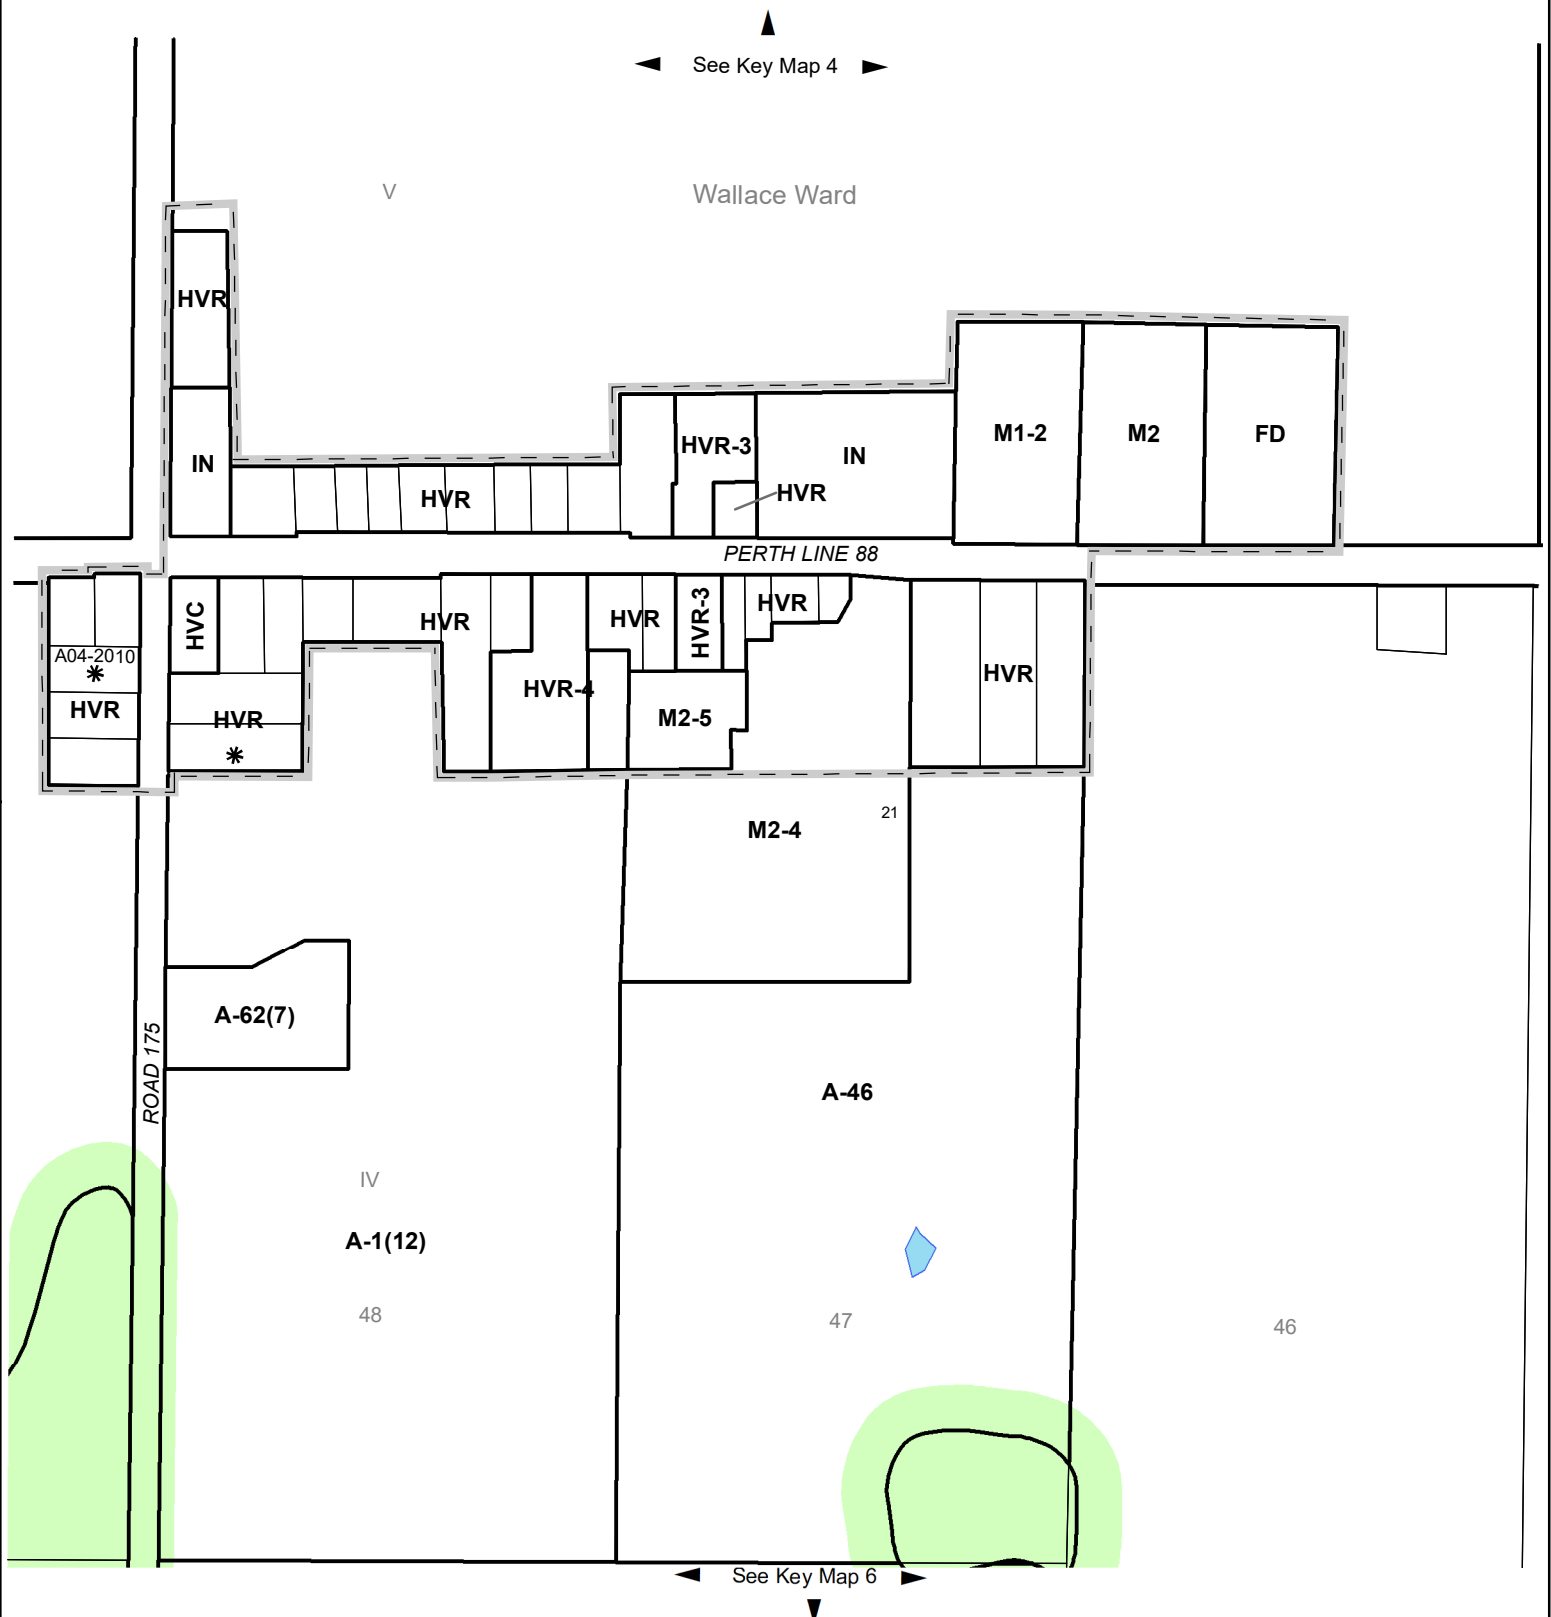 See Key Map 4
V
Wallace Ward
HVR
HVR-3
M1-2
M2
FD
IN
IN
HVR
HVR
PERTH LINE 88
HVC
HVR
HVR
HVR-3
HVR
A04-2010
*
HVR
HVR
*
HVR-4
M2-5
HVR
M2-4
21
A-62(7)
ROAD 175
A-46
IV
A-1(12)
48
47
46
See Key Map 6